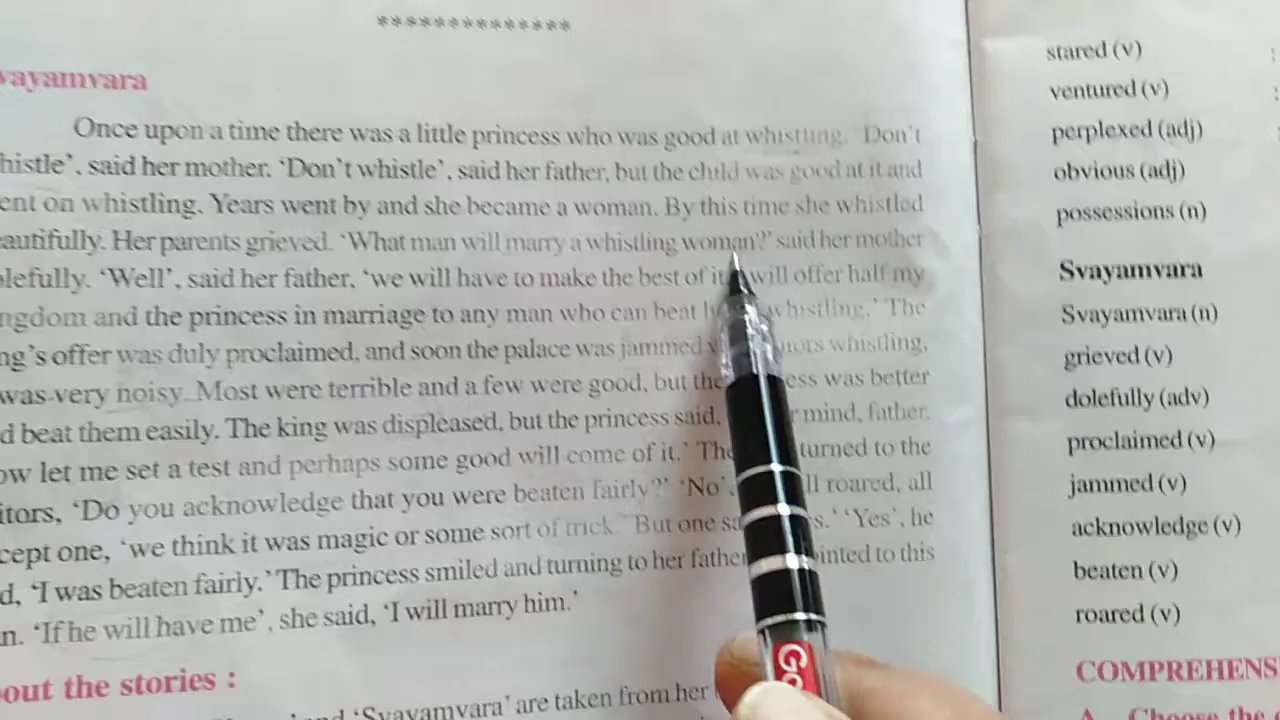 **************
vayamvara
Once upon a time there was a little princess who was good at whistling. 'Don't
histle', said her mother. 'Don't whistle', said her father, but the child was good at it and
ent on whistling. Years went by and she became a woman. By this time she whistled
eautifully. Her parents grieved. 'What man will marry a whistling woman?' said her mother
olefully. 'Well', said her father, 'we will have to make the best of it will offer half my
ngdom and the princess in marriage to any man who can beat h whistling.' The
ng's offer was duly proclaimed, and soon the palace was jammed whistling.
was very noisy. Most were terrible and a few were good, but the ess was better
d beat them easily. The king was displeased, but the princess said, r mind, father.
ow let me set a test and perhaps some good will come of it.' The turned to the
itors, 'Do you acknowledge that you were beaten fairly?' 'No', ll roared, all
cept one, 'we think it was magic or some sort of trick.' But one sa s.' 'Yes', he
d, 'I was beaten fairly.' The princess smiled and turning to her father inted to this
n. 'If he will have me', she said, 'I will marry him.'
out the stories :
'Svayamvara' are taken from her
stared (v) :
ventured (v) :
perplexed (adj)
obvious (adj)
possessions (n)
Svayamvara
Svayamvara (n)
grieved (v)
dolefully (adv)
proclaimed (v)
jammed (v)
acknowledge (v)
beaten (v)
roared (v)
COMPREHENS
A. Choose the
Go